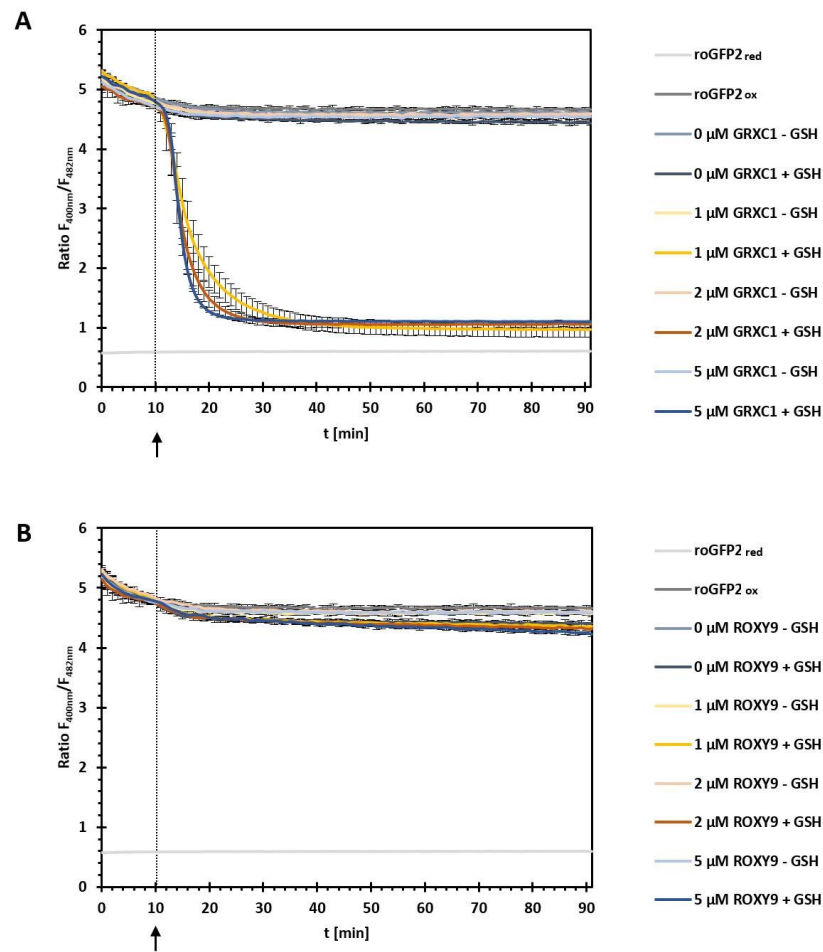 A
6
5
4
3
2
1
0
Ratio F400nm/F482nm
0 10 20 30 40 50 60 70 80 90
t [min]
roGFP2 red
roGFP2 ox
0 µM GRXC1 - GSH
0 µM GRXC1 + GSH
1 µM GRXC1 - GSH
1 µM GRXC1 + GSH
2 µM GRXC1 - GSH
2 µM GRXC1 + GSH
5 µM GRXC1 - GSH
5 µM GRXC1 + GSH
B
6
5
4
3
2
1
0
Ratio F400nm/F482nm
0 10 20 30 40 50 60 70 80 90
t [min]
roGFP2 red
roGFP2 ox
0 µM ROXY9 - GSH
0 µM ROXY9 + GSH
1 µM ROXY9 - GSH
1 µM ROXY9 + GSH
2 µM ROXY9 - GSH
2 µM ROXY9 + GSH
5 µM ROXY9 - GSH
5 µM ROXY9 + GSH